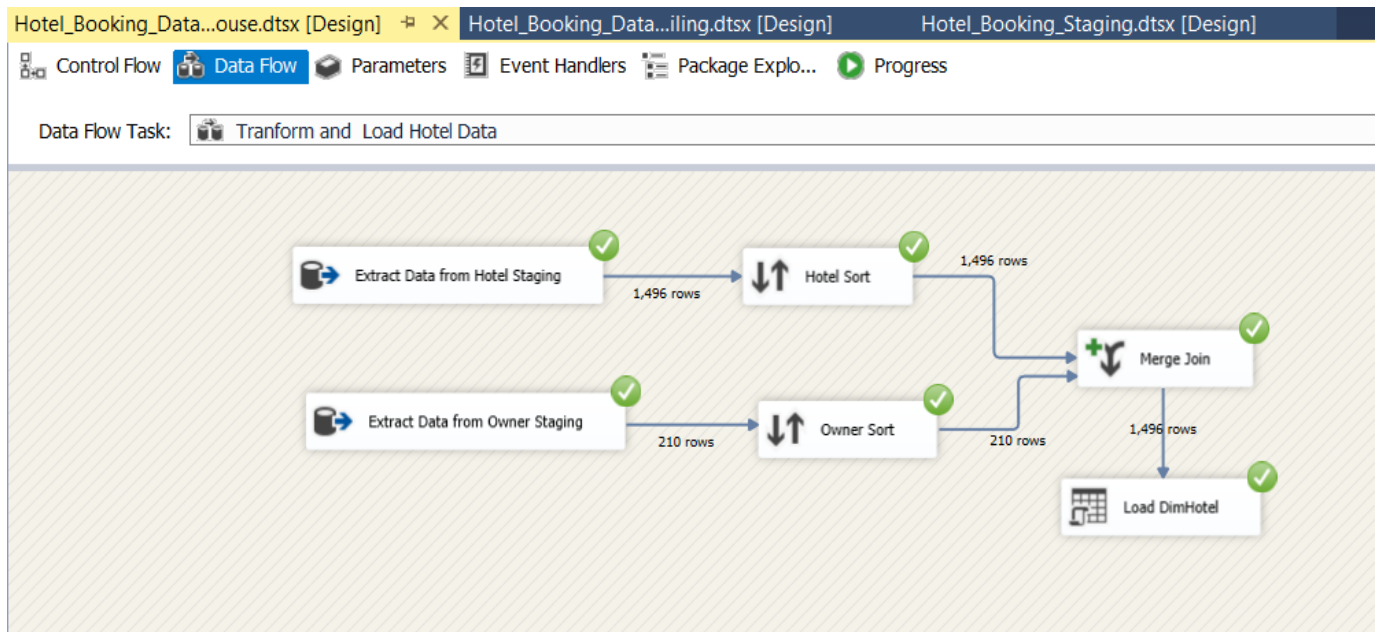 Hotel_Booking_Data...ouse.dtsx [Design] Hotel_Booking_Data...iling.dtsx [Design] Hotel_Booking_Staging.dtsx [Design]
Control Flow Data Flow Parameters Event Handlers Package Explo... Progress
Data Flow Task: Tranform and Load Hotel Data
Extract Data from Hotel Staging
1,496 rows
Hotel Sort
1,496 rows
Merge Join
Extract Data from Owner Staging
210 rows
Owner Sort
210 rows
1,496 rows
Load DimHotel